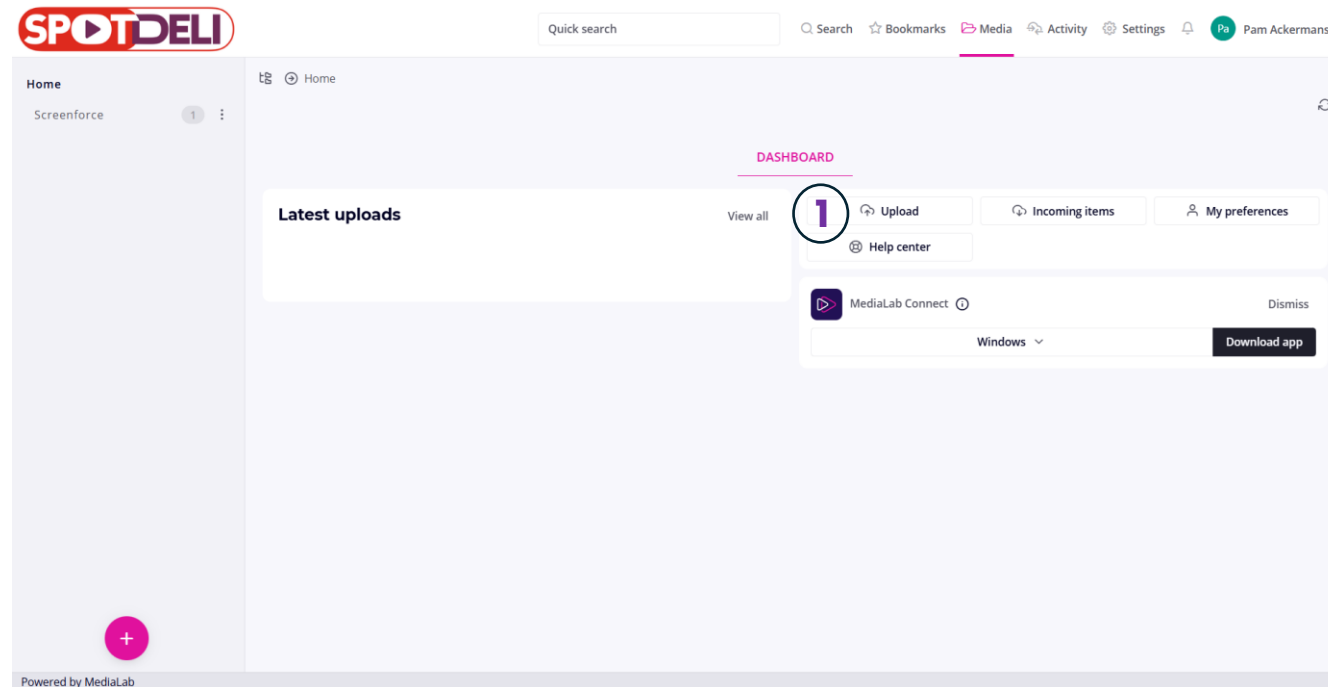 SPOTDELI
Quick search
Search
Bookmarks
Media
Activity
Settings
Pa
Pam Ackermans
Home
Screenforce 1
Home
DASHBOARD
Latest uploads
View all
1
Upload
Incoming items
My preferences
Help center
MediaLab Connect
Dismiss
Windows
Download app
+
Powered by MediaLab